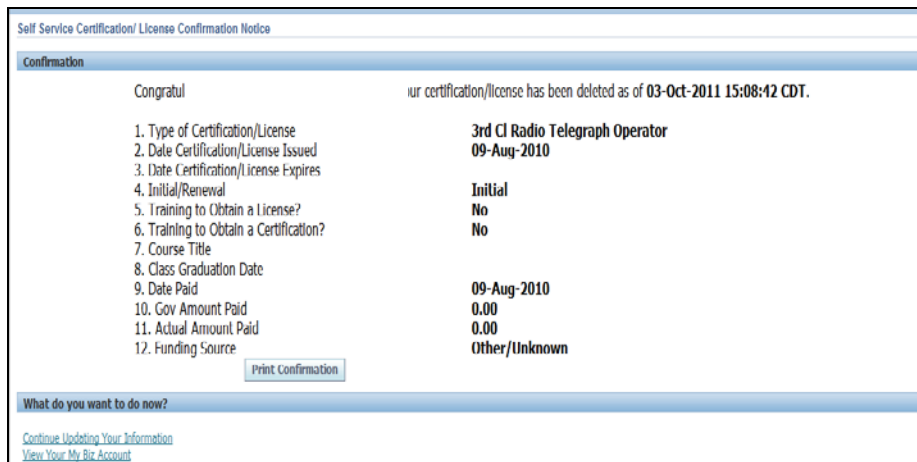 Self Service Certification/ License Confirmation Notice
Confirmation
Congratul ur certification/license has been deleted as of 03-Oct-2011 15:08:42 CDT.
1. Type of Certification/License 3rd Cl Radio Telegraph Operator
2. Date Certification/License Issued 09-Aug-2010
3. Date Certification/License Expires
4. Initial/Renewal Initial
5. Training to Obtain a License? No
6. Training to Obtain a Certification? No
7. Course Title
8. Class Graduation Date
9. Date Paid 09-Aug-2010
10. Gov Amount Paid 0.00
11. Actual Amount Paid 0.00
12. Funding Source Other/Unknown
Print Confirmation
What do you want to do now?
Continue Updating Your Information
View Your My Biz Account